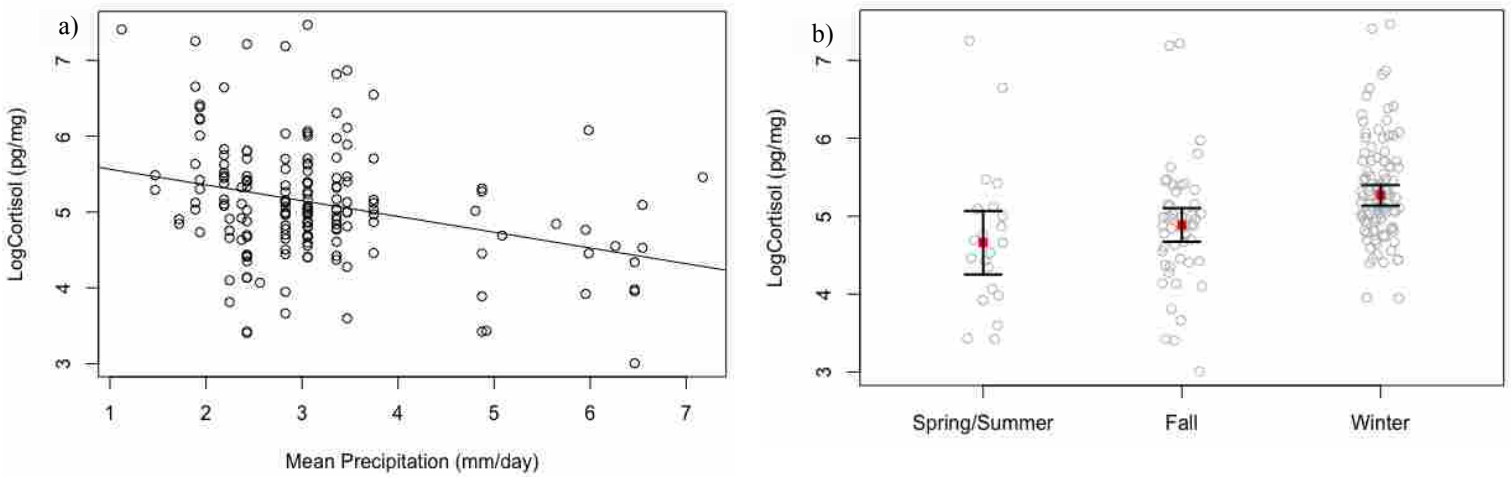 a)
LogCortisol (pg/mg)
7
6
5
4
3
1 2 3 4 5 6 7
Mean Precipitation (mm/day)
b)
LogCortisol (pg/mg)
7
6
5
4
3
Spring/Summer Fall Winter